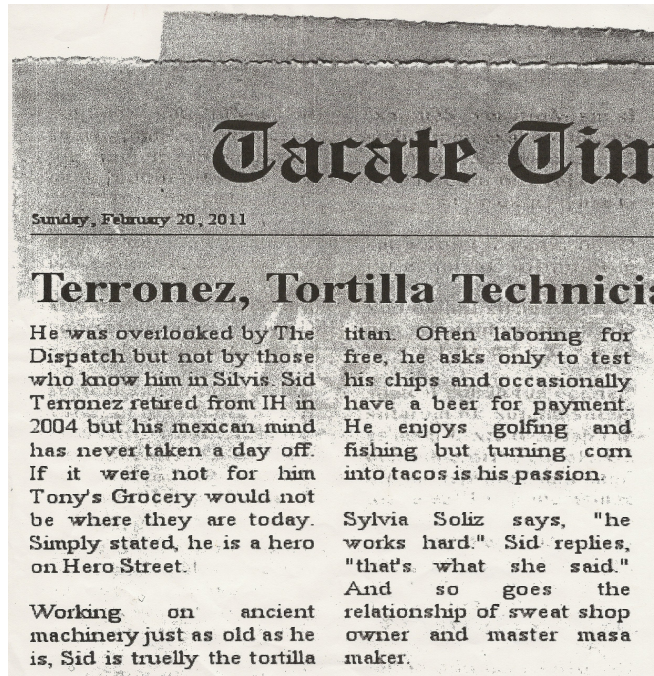 Tacate Tim
Sunday, February 20, 2011
Terronez, Tortilla Technicia
He was overlooked by The
Dispatch but not by those
who know him in Silvis. Sid
Terronez retired from IH in
2004 but his mexican mind
has never taken a day off.
If it were not for him
Tony's Grocery would not
be where they are today.
Simply stated, he is a hero
on Hero Street.
Working on ancient
machinery just as old as he
is, Sid is truelly the tortilla
titan. Often laboring for
free, he asks only to test
his chips and occasionally
have a beer for payment.
He enjoys golfing and
fishing but turning corn
into tacos is his passion.
Sylvia Soliz says, "he
works hard." Sid replies,
"that's what she said."
And so goes the
relationship of sweat shop
owner and master masa
maker.